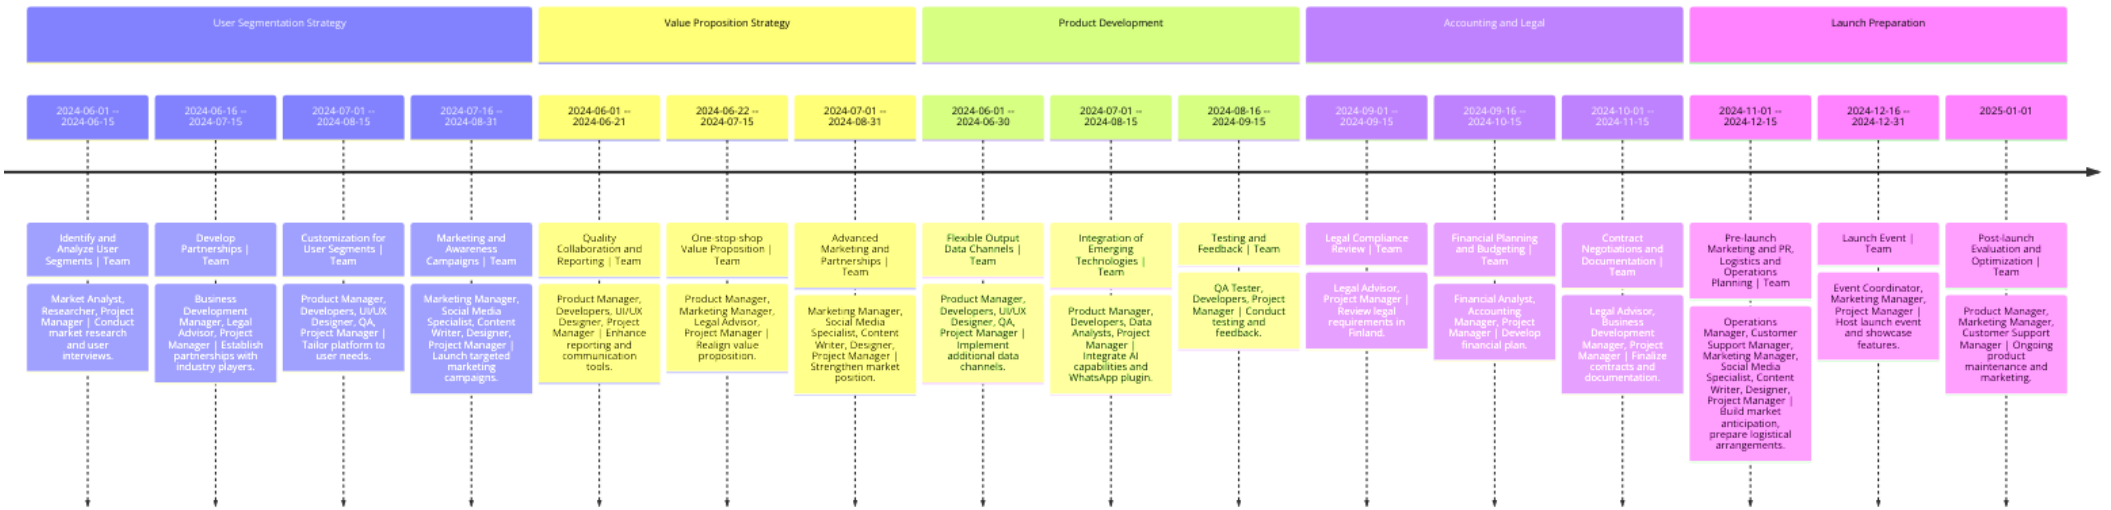 User Segmentation Strategy
Value Proposition Strategy
Product Development
Accounting and Legal
Launch Preparation
2024-06-01 --
2024-06-15
2024-06-16 --
2024-07-15
2024-07-01 --
2024-08-15
2024-07-16 --
2024-08-31
2024-06-01 --
2024-06-21
2024-06-22 --
2024-07-15
2024-07-01 --
2024-08-31
2024-06-01 --
2024-06-30
2024-07-01 --
2024-08-15
2024-08-16 --
2024-09-15
2024-09-01 --
2024-09-15
2024-09-16 --
2024-10-15
2024-10-01 --
2024-11-15
2024-11-01 --
2024-12-15
2024-12-16 --
2024-12-31
2025-01-01
Identify and
Analyze User
Segments | Team
Market Analyst,
Researcher, Project
Manager | Conduct
market research
and user
interviews.
Develop
Partnerships |
Team
Business
Development
Manager, Legal
Advisor, Project
Manager | Establish
partnerships with
industry players.
Customization for
User Segments |
Team
Product Manager,
Developers, UI/UX
Designer, QA,
Project Manager |
Tailor platform to
user needs.
Marketing and
Awareness
Campaigns | Team
Marketing Manager,
Social Media
Specialist, Content
Writer, Designer,
Project Manager |
Launch targeted
marketing
campaigns.
Quality
Collaboration and
Reporting | Team
Product Manager,
Developers, UI/UX
Designer, Project
Manager | Enhance
reporting and
communication
tools.
One-stop-shop
Value Proposition |
Team
Product Manager,
Marketing Manager,
Legal Advisor,
Project Manager |
Realign value
proposition.
Advanced
Marketing and
Partnerships |
Team
Marketing Manager,
Social Media
Specialist, Content
Writer, Designer,
Project Manager |
Strengthen market
position.
Flexible Output
Data Channels |
Team
Product Manager,
Developers, UI/UX
Designer, QA,
Project Manager |
Implement
additional data
channels.
Integration of
Emerging
Technologies |
Team
Product Manager,
Developers, Data
Analysts, Project
Manager |
Integrate AI
capabilities and
WhatsApp plugin.
Testing and
Feedback | Team
QA Tester,
Developers, Project
Manager | Conduct
testing and
feedback.
Legal Compliance
Review | Team
Legal Advisor,
Project Manager |
Review legal
requirements in
Finland.
Financial Planning
and Budgeting |
Team
Financial Analyst,
Accounting
Manager, Project
Manager | Develop
financial plan.
Contract
Negotiations and
Documentation |
Team
Legal Advisor,
Business
Development
Manager, Project
Manager | Finalize
contracts and
documentation.
Pre-launch
Marketing and PR,
Logistics and
Operations
Planning | Team
Operations
Manager, Customer
Support Manager,
Marketing Manager,
Social Media
Specialist, Content
Writer, Designer,
Project Manager |
Build market
anticipation,
prepare logistical
arrangements.
Launch Event |
Team
Event Coordinator,
Marketing Manager,
Project Manager |
Host launch event
and showcase
features.
Post-launch
Evaluation and
Optimization |
Team
Product Manager,
Marketing Manager,
Customer Support
Manager | Ongoing
product
maintenance and
marketing.